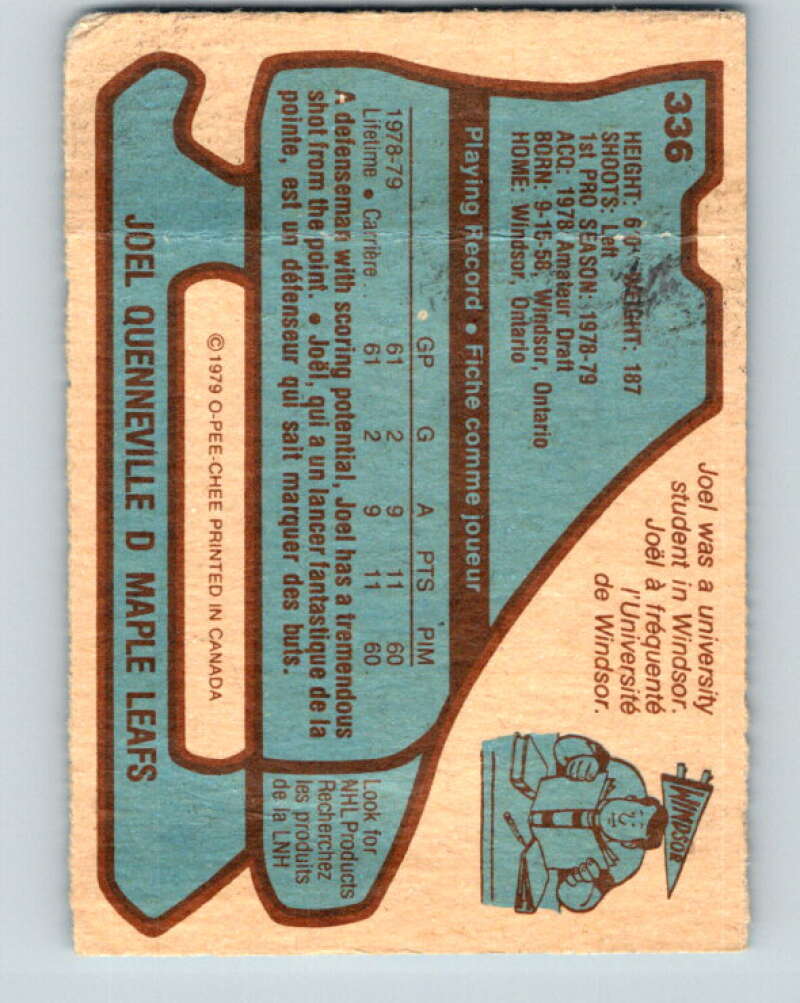 336
HEIGHT: 6-0 WEIGHT: 187
SHOOTS: Left
1st PRO SEASON: 1978-79
ACQ: 1978 Amateur Draft
BORN: 9-15-58, Windsor, Ontario
HOME: Windsor, Ontario
Joel was a university
student in Windsor.
Joël à fréquenté
l'Université
de Windsor.
WINDSOR
Playing Record • Fiche comme joueur
GP G A PTS PIM
1978-79 61 2 9 11 60
Lifetime • Carrière 61 2 9 11 60
A defenseman with scoring potential, Joel has a tremendous
shot from the point. • Joël, qui a un lancer fantastique de la
pointe, est un défenseur qui sait marquer des buts.
Look for
NHL Products
Recherchez
les produits
de la LNH
©1979 O-PEE-CHEE PRINTED IN CANADA
JOEL QUENNEVILLE D MAPLE LEAFS